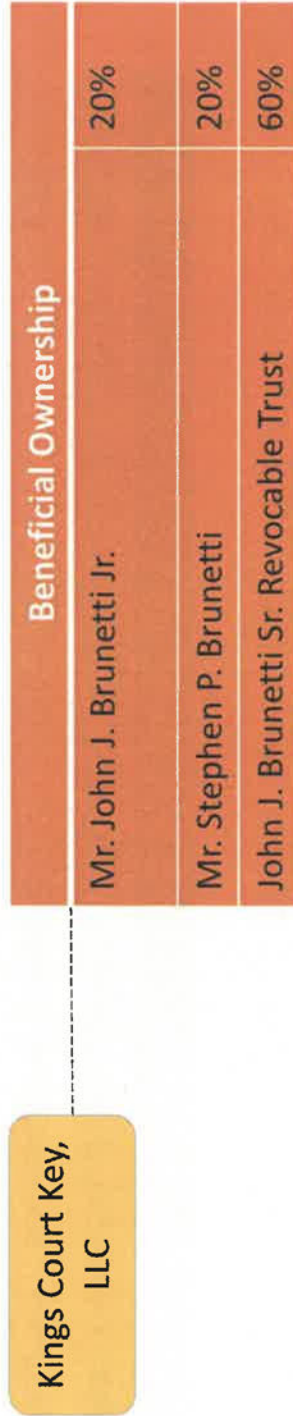 Kings Court Key,
LLC
Beneficial Ownership
Mr. John J. Brunetti Jr. 20%
Mr. Stephen P. Brunetti 20%
John J. Brunetti Sr. Revocable Trust 60%